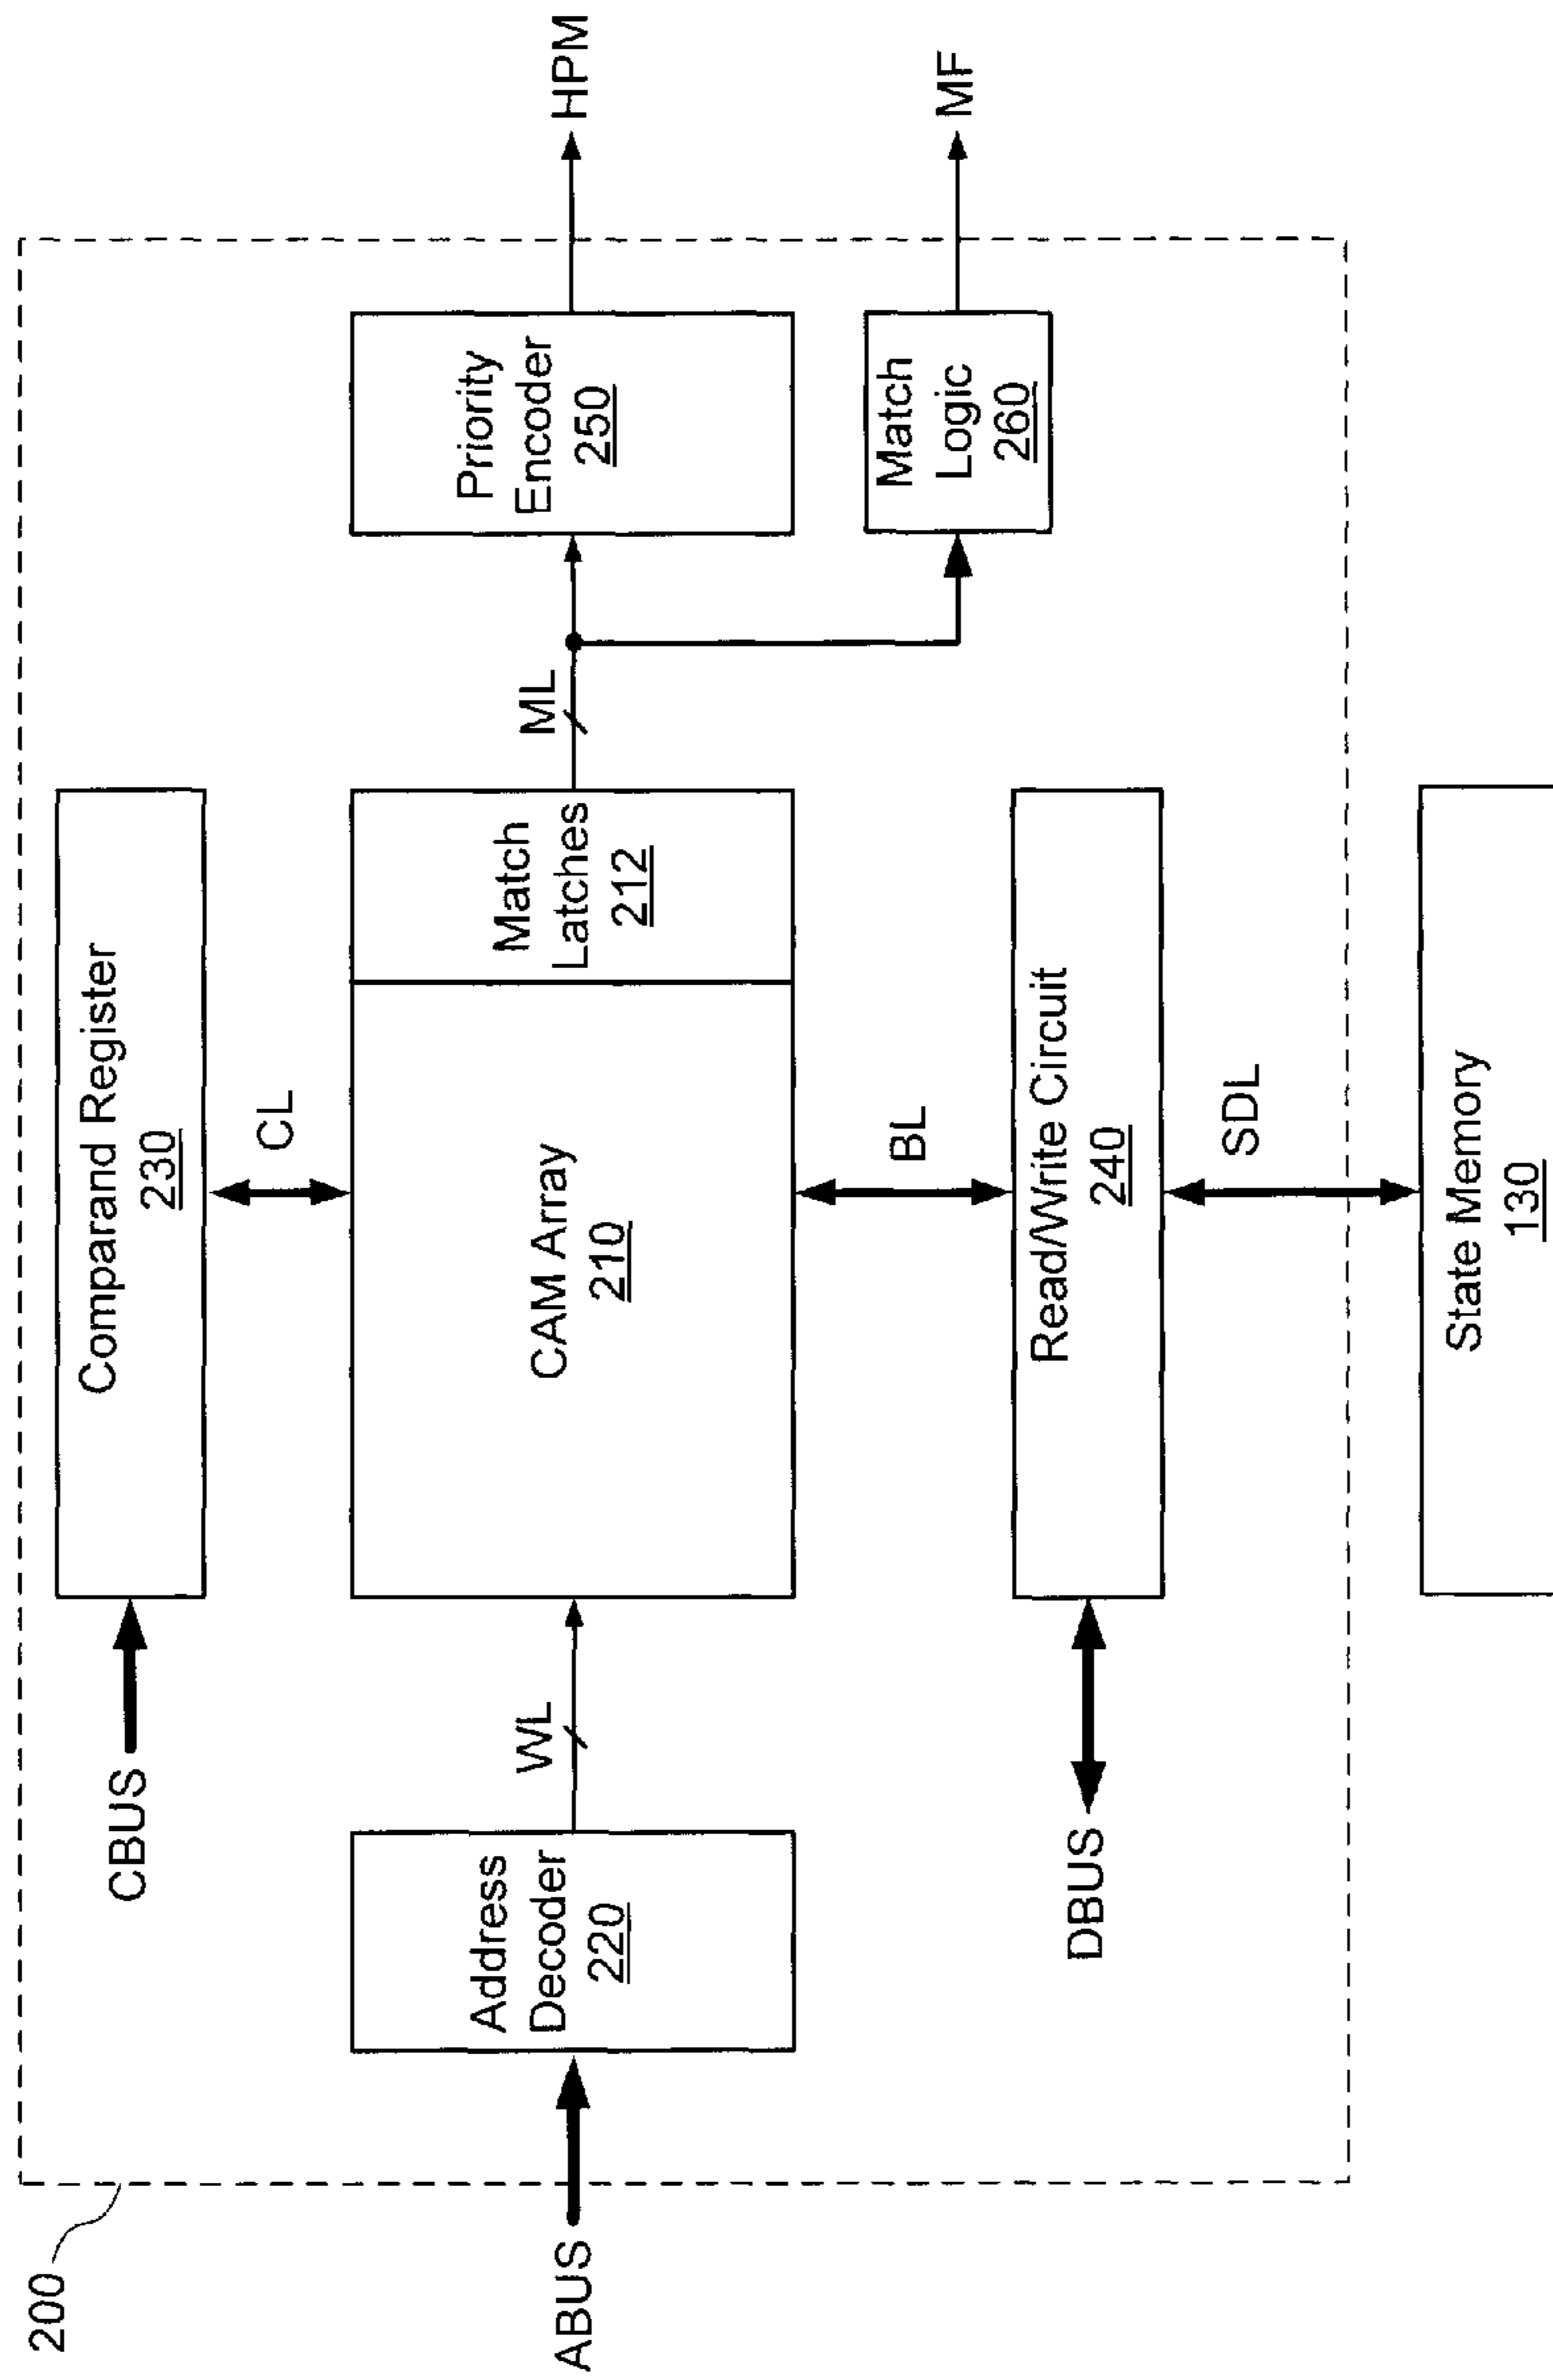 200
CBUS
Comparand Register
230
CL
ABUS
Address
Decoder
220
WL
CAM Array
210
Match
Latches
212
ML
Priority
Encoder
250
HPM
Match
Logic
260
MF
BL
DBUS
Read/Write Circuit
240
SDL
State Memory
130